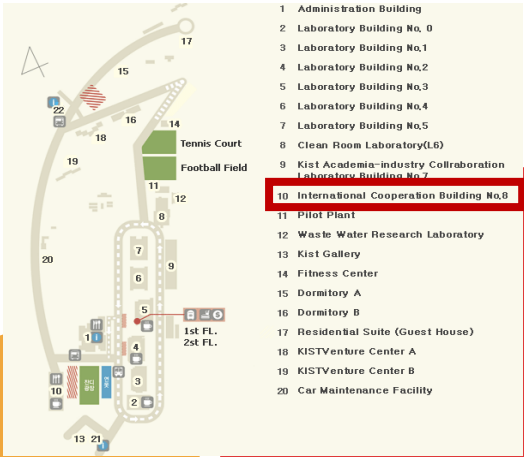 17
15
22
16
14
18
Tennis Court
19
Football Field
11
12
8
7
20
9
6
5
1st FL.
2nd FL.
1
4
3
10
2
13
21
1 Administration Building
2 Laboratory Building No, 0
3 Laboratory Building No,1
4 Laboratory Building No,2
5 Laboratory Building No,3
6 Laboratory Building No,4
7 Laboratory Building No,5
8 Clean Room Laboratory(L6)
9 Kist Academia-industry Collraboration
Laboratory Building No,7
10 International Cooperation Building No,8
11 Pilot Plant
12 Waste Water Research Laboratory
13 Kist Gallery
14 Fitness Center
15 Dormitory A
16 Dormitory B
17 Residential Suite (Guest House)
18 KISTVenture Center A
19 KISTVenture Center B
20 Car Maintenance Facility